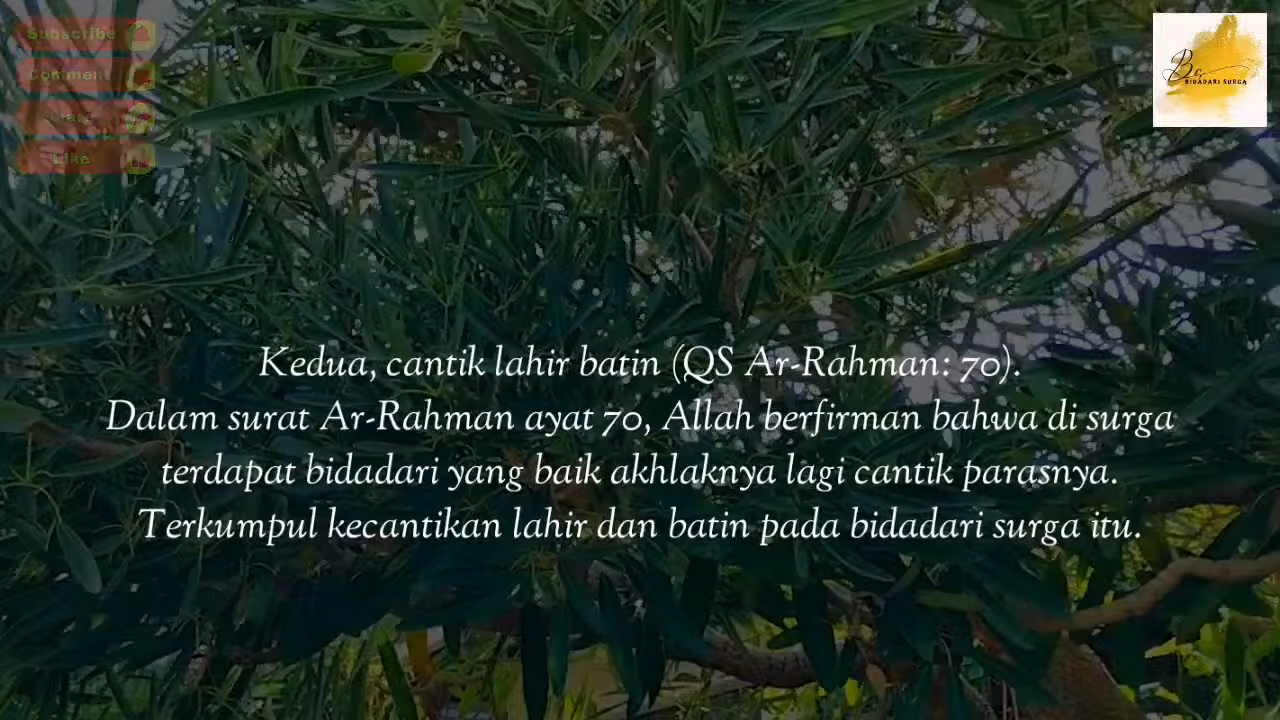 Subscribe
Comment
Share
Like
BIDADARI SURGA
Kedua, cantik lahir batin (QS Ar-Rahman: 70).
Dalam surat Ar-Rahman ayat 70, Allah berfirman bahwa di surga
terdapat bidadari yang baik akhlaknya lagi cantik parasnya.
Terkumpul kecantikan lahir dan batin pada bidadari surga itu.